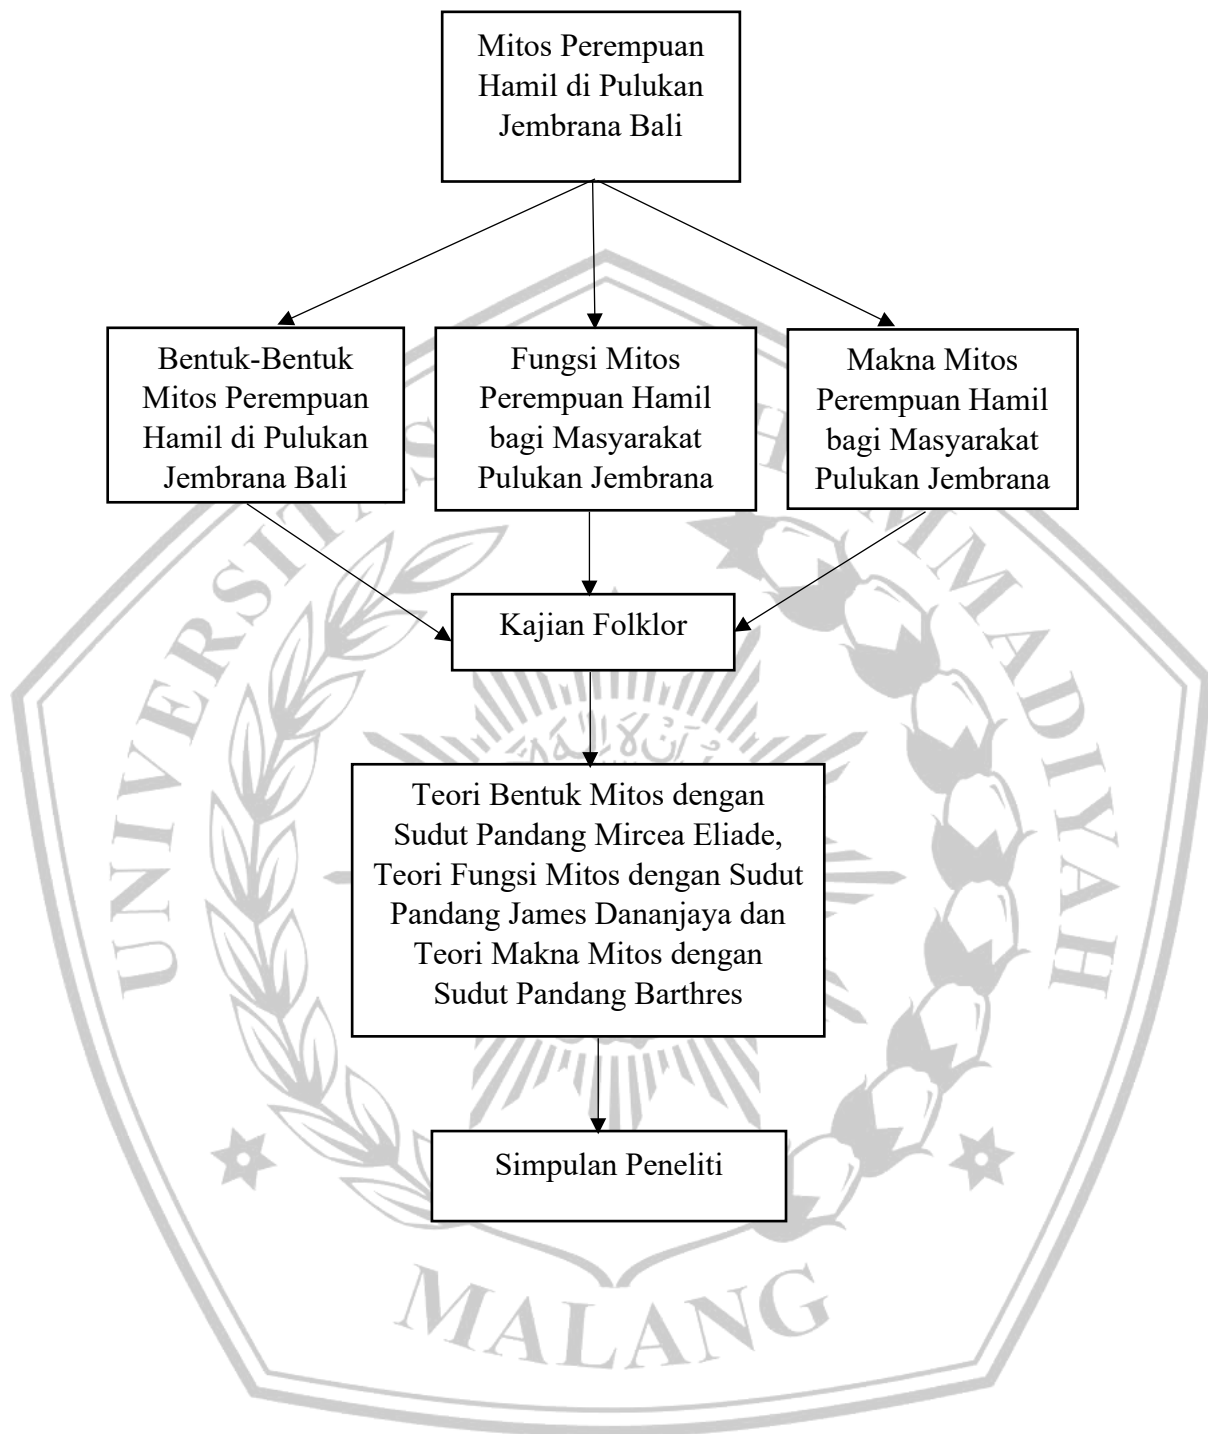 Mitos Perempuan
Hamil di Pulukan
Jembrana Bali
Bentuk-Bentuk
Mitos Perempuan
Hamil di Pulukan
Jembrana Bali
Fungsi Mitos
Perempuan Hamil
bagi Masyarakat
Pulukan Jembrana
Makna Mitos
Perempuan Hamil
bagi Masyarakat
Pulukan Jembrana
Kajian Folklor
Teori Bentuk Mitos dengan
Sudut Pandang Mircea Eliade,
Teori Fungsi Mitos dengan Sudut
Pandang James Dananjaya dan
Teori Makna Mitos dengan
Sudut Pandang Barthres
Simpulan Peneliti
MALANG